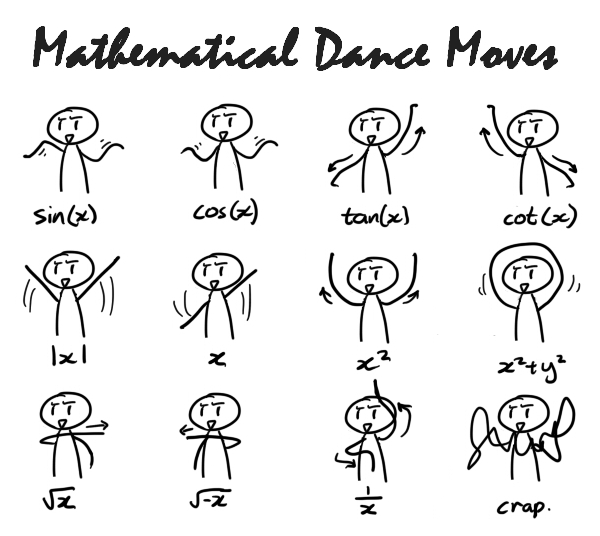 Mathematical Dance Moves
sin(x) cos(x) tan(x) cot(x)
|x| x x² x²+y²
√x √-x 1/x crap.